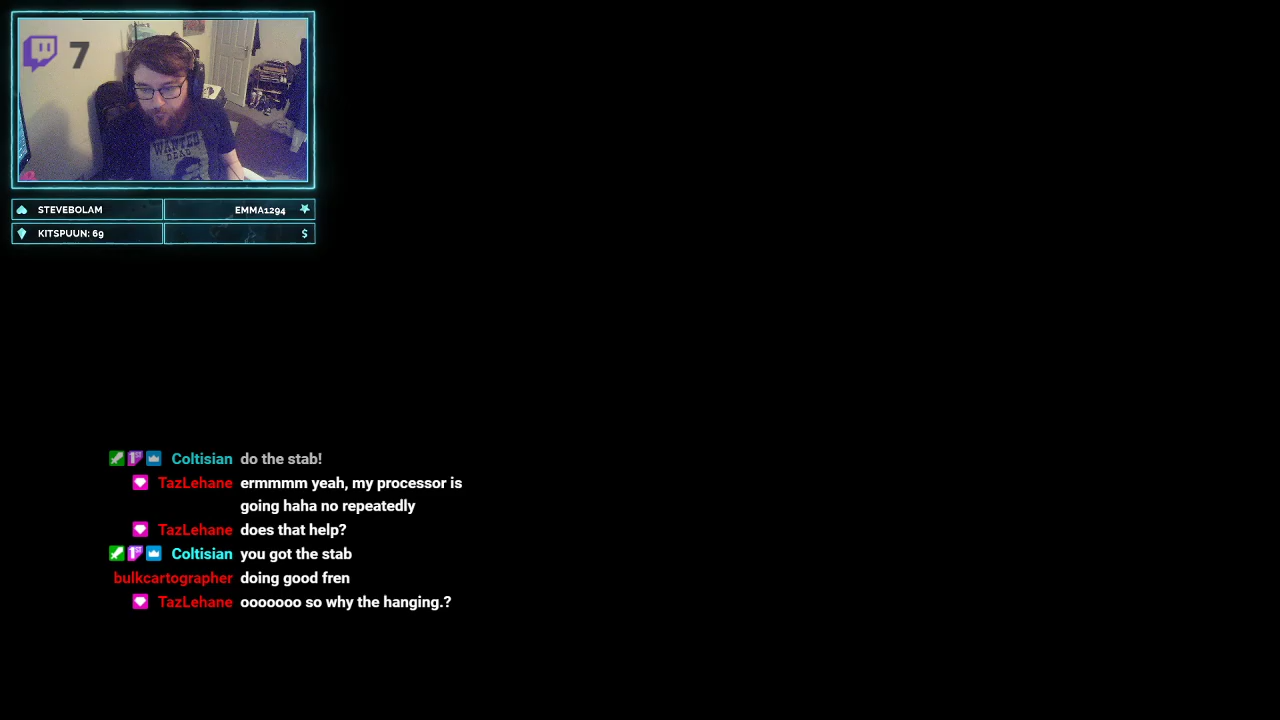 7
WANTED
DEAD
STEVEBOLAM
EMMA1294
KITSPUUN: 69
$
Coltisian do the stab!
TazLehane ermmmm yeah, my processor is
going haha no repeatedly
TazLehane does that help?
Coltisian you got the stab
bulkcartographer doing good fren
TazLehane ooooooo so why the hanging.?